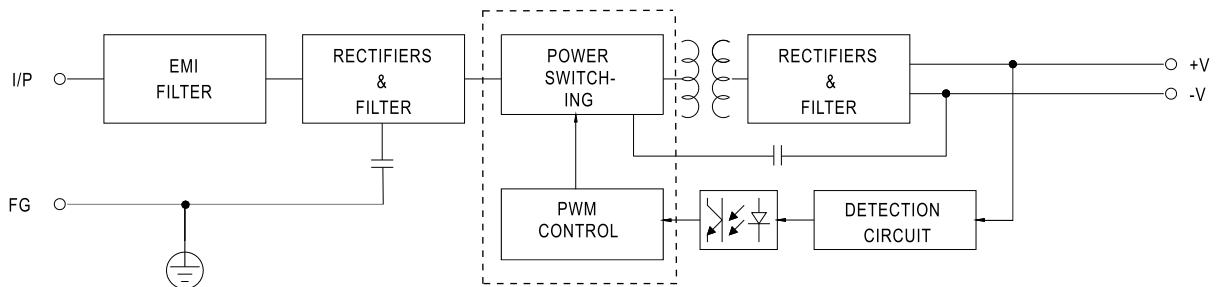 I/P
EMI
FILTER
RECTIFIERS
&
FILTER
POWER
SWITCH-
ING
RECTIFIERS
&
FILTER
+V
-V
FG
PWM
CONTROL
DETECTION
CIRCUIT